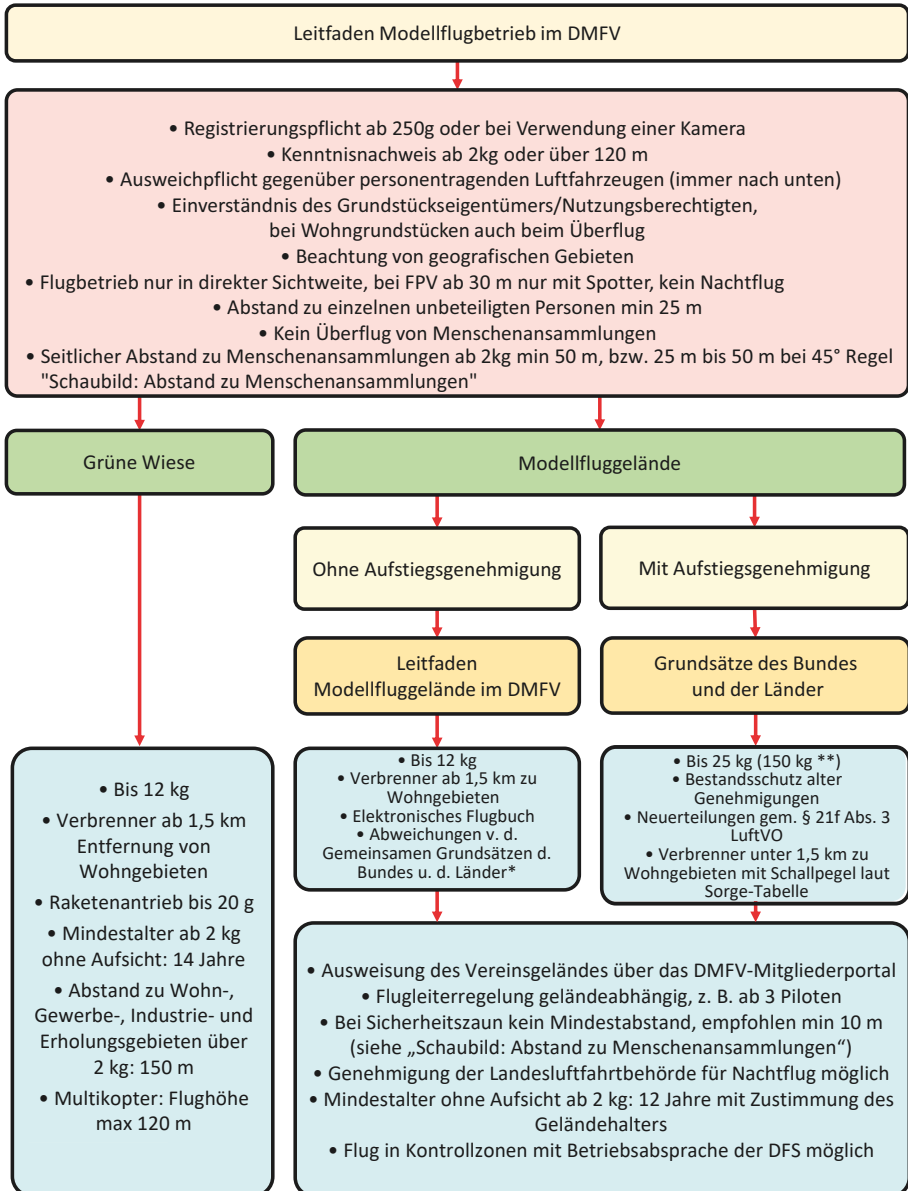 Leitfaden Modellflugbetrieb im DMFV
• Registrierungspflicht ab 250g oder bei Verwendung einer Kamera
• Kenntnisnachweis ab 2kg oder über 120 m
• Ausweichpflicht gegenüber personentragenden Luftfahrzeugen (immer nach unten)
• Einverständnis des Grundstückseigentümers/Nutzungsberechtigten,
bei Wohngrundstücken auch beim Überflug
• Beachtung von geografischen Gebieten
• Flugbetrieb nur in direkter Sichtweite, bei FPV ab 30 m nur mit Spotter, kein Nachtflug
• Abstand zu einzelnen unbeteiligten Personen min 25 m
• Kein Überflug von Menschenansammlungen
• Seitlicher Abstand zu Menschenansammlungen ab 2kg min 50 m, bzw. 25 m bis 50 m bei 45° Regel
"Schaubild: Abstand zu Menschenansammlungen"
Grüne Wiese
• Bis 12 kg
• Verbrenner ab 1,5 km
Entfernung von
Wohngebieten
• Raketenantrieb bis 20 g
• Mindestalter ab 2 kg
ohne Aufsicht: 14 Jahre
• Abstand zu Wohn-,
Gewerbe-, Industrie- und
Erholungsgebieten über
2 kg: 150 m
• Multikopter: Flughöhe
max 120 m
Modellfluggelände
Ohne Aufstiegsgenehmigung
Leitfaden
Modellfluggelände im DMFV
• Bis 12 kg
• Verbrenner ab 1,5 km zu
Wohngebieten
• Elektronisches Flugbuch
• Abweichungen v. d.
Gemeinsamen Grundsätzen d.
Bundes u. d. Länder*
Mit Aufstiegsgenehmigung
Grundsätze des Bundes
und der Länder
• Bis 25 kg (150 kg **)
• Bestandsschutz alter
Genehmigungen
• Neuerteilungen gem. § 21f Abs. 3
LuftVO
• Verbrenner unter 1,5 km zu
Wohngebieten mit Schallpegel laut
Sorge-Tabelle
• Ausweisung des Vereinsgeländes über das DMFV-Mitgliederportal
• Flugleiterregelung geländeabhängig, z. B. ab 3 Piloten
• Bei Sicherheitszaun kein Mindestabstand, empfohlen min 10 m
(siehe „Schaubild: Abstand zu Menschenansammlungen“)
• Genehmigung der Landesluftfahrtbehörde für Nachtflug möglich
• Mindestalter ohne Aufsicht ab 2 kg: 12 Jahre mit Zustimmung des
Geländehalters
• Flug in Kontrollzonen mit Betriebsabsprache der DFS möglich